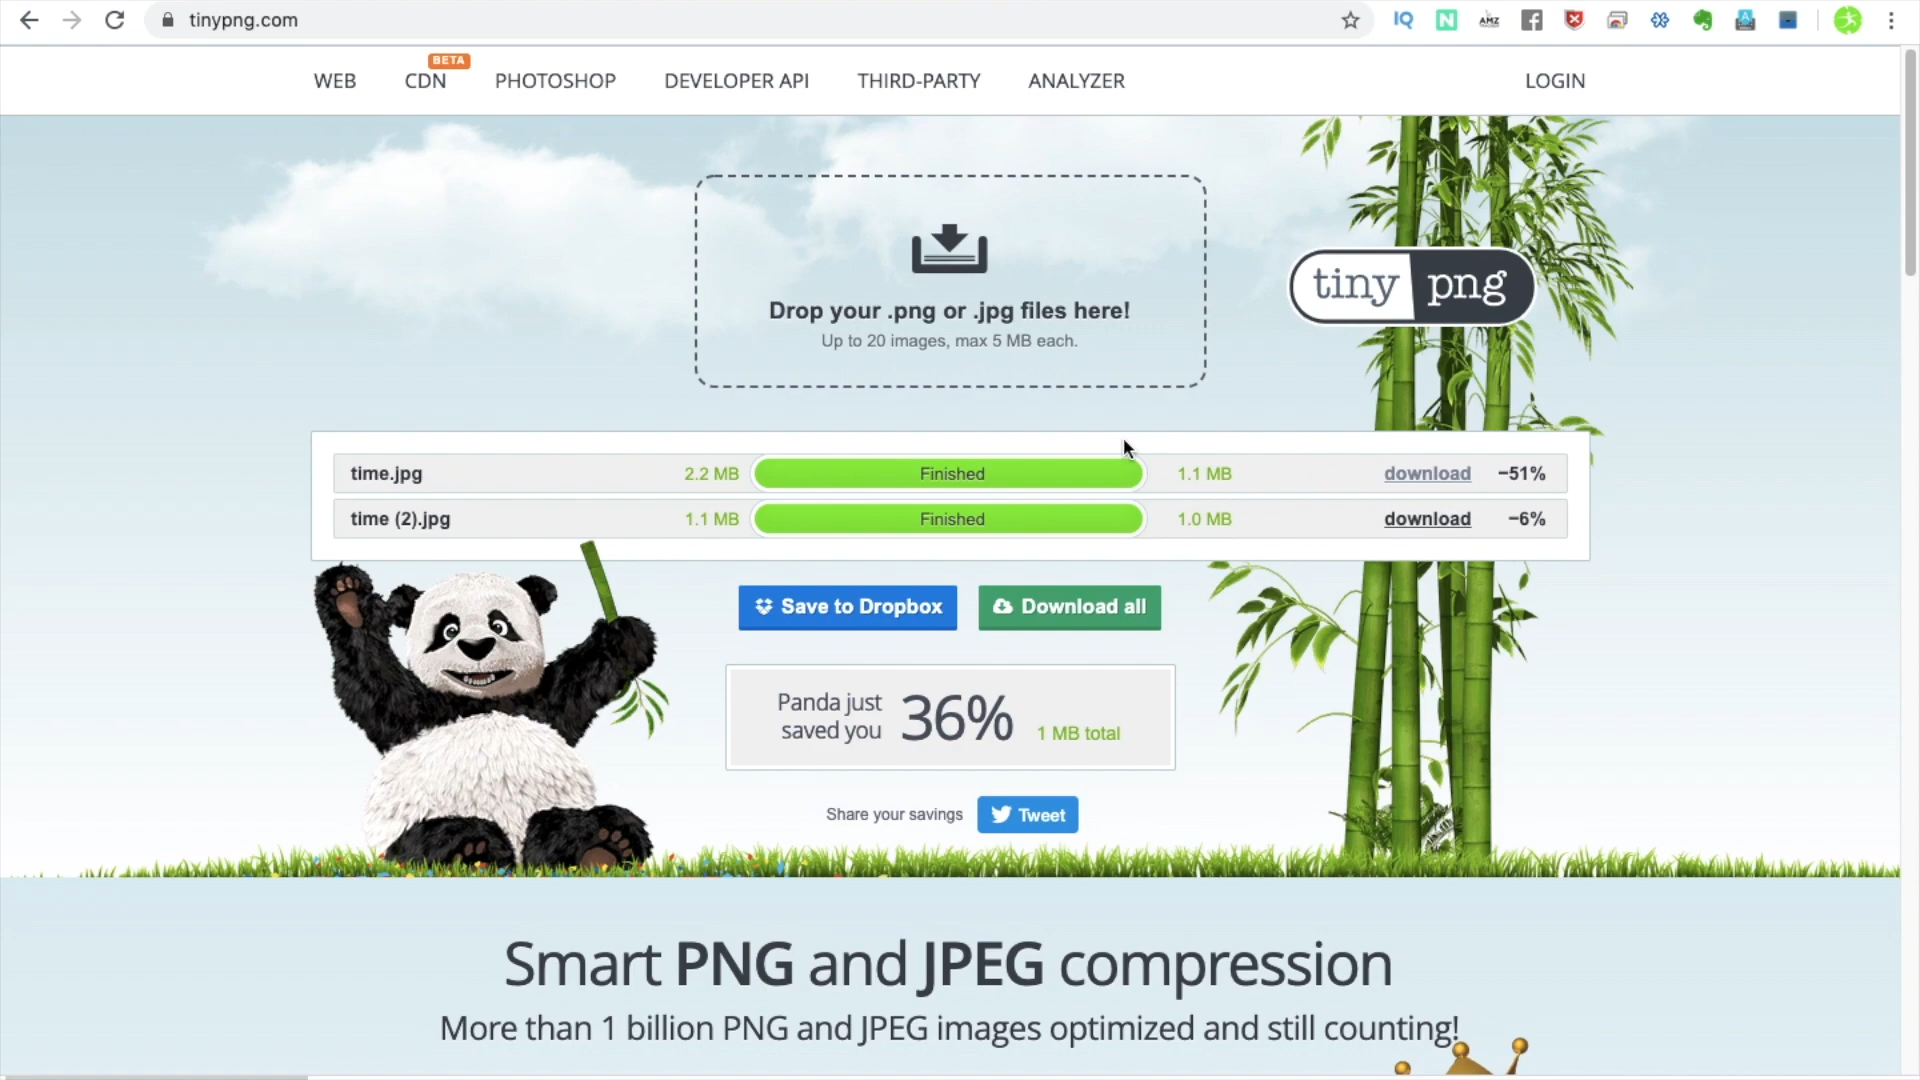 tinypng.com
WEB
CDN
BETA
PHOTOSHOP
DEVELOPER API
THIRD-PARTY
ANALYZER
LOGIN
Drop your .png or .jpg files here!
Up to 20 images, max 5 MB each.
tiny png
time.jpg 2.2 MB Finished 1.1 MB download −51%
time (2).jpg 1.1 MB Finished 1.0 MB download −6%
Save to Dropbox
Download all
Panda just
saved you
36%
1 MB total
Share your savings
Tweet
Smart PNG and JPEG compression
More than 1 billion PNG and JPEG images optimized and still counting!
IQ
N
AMZ